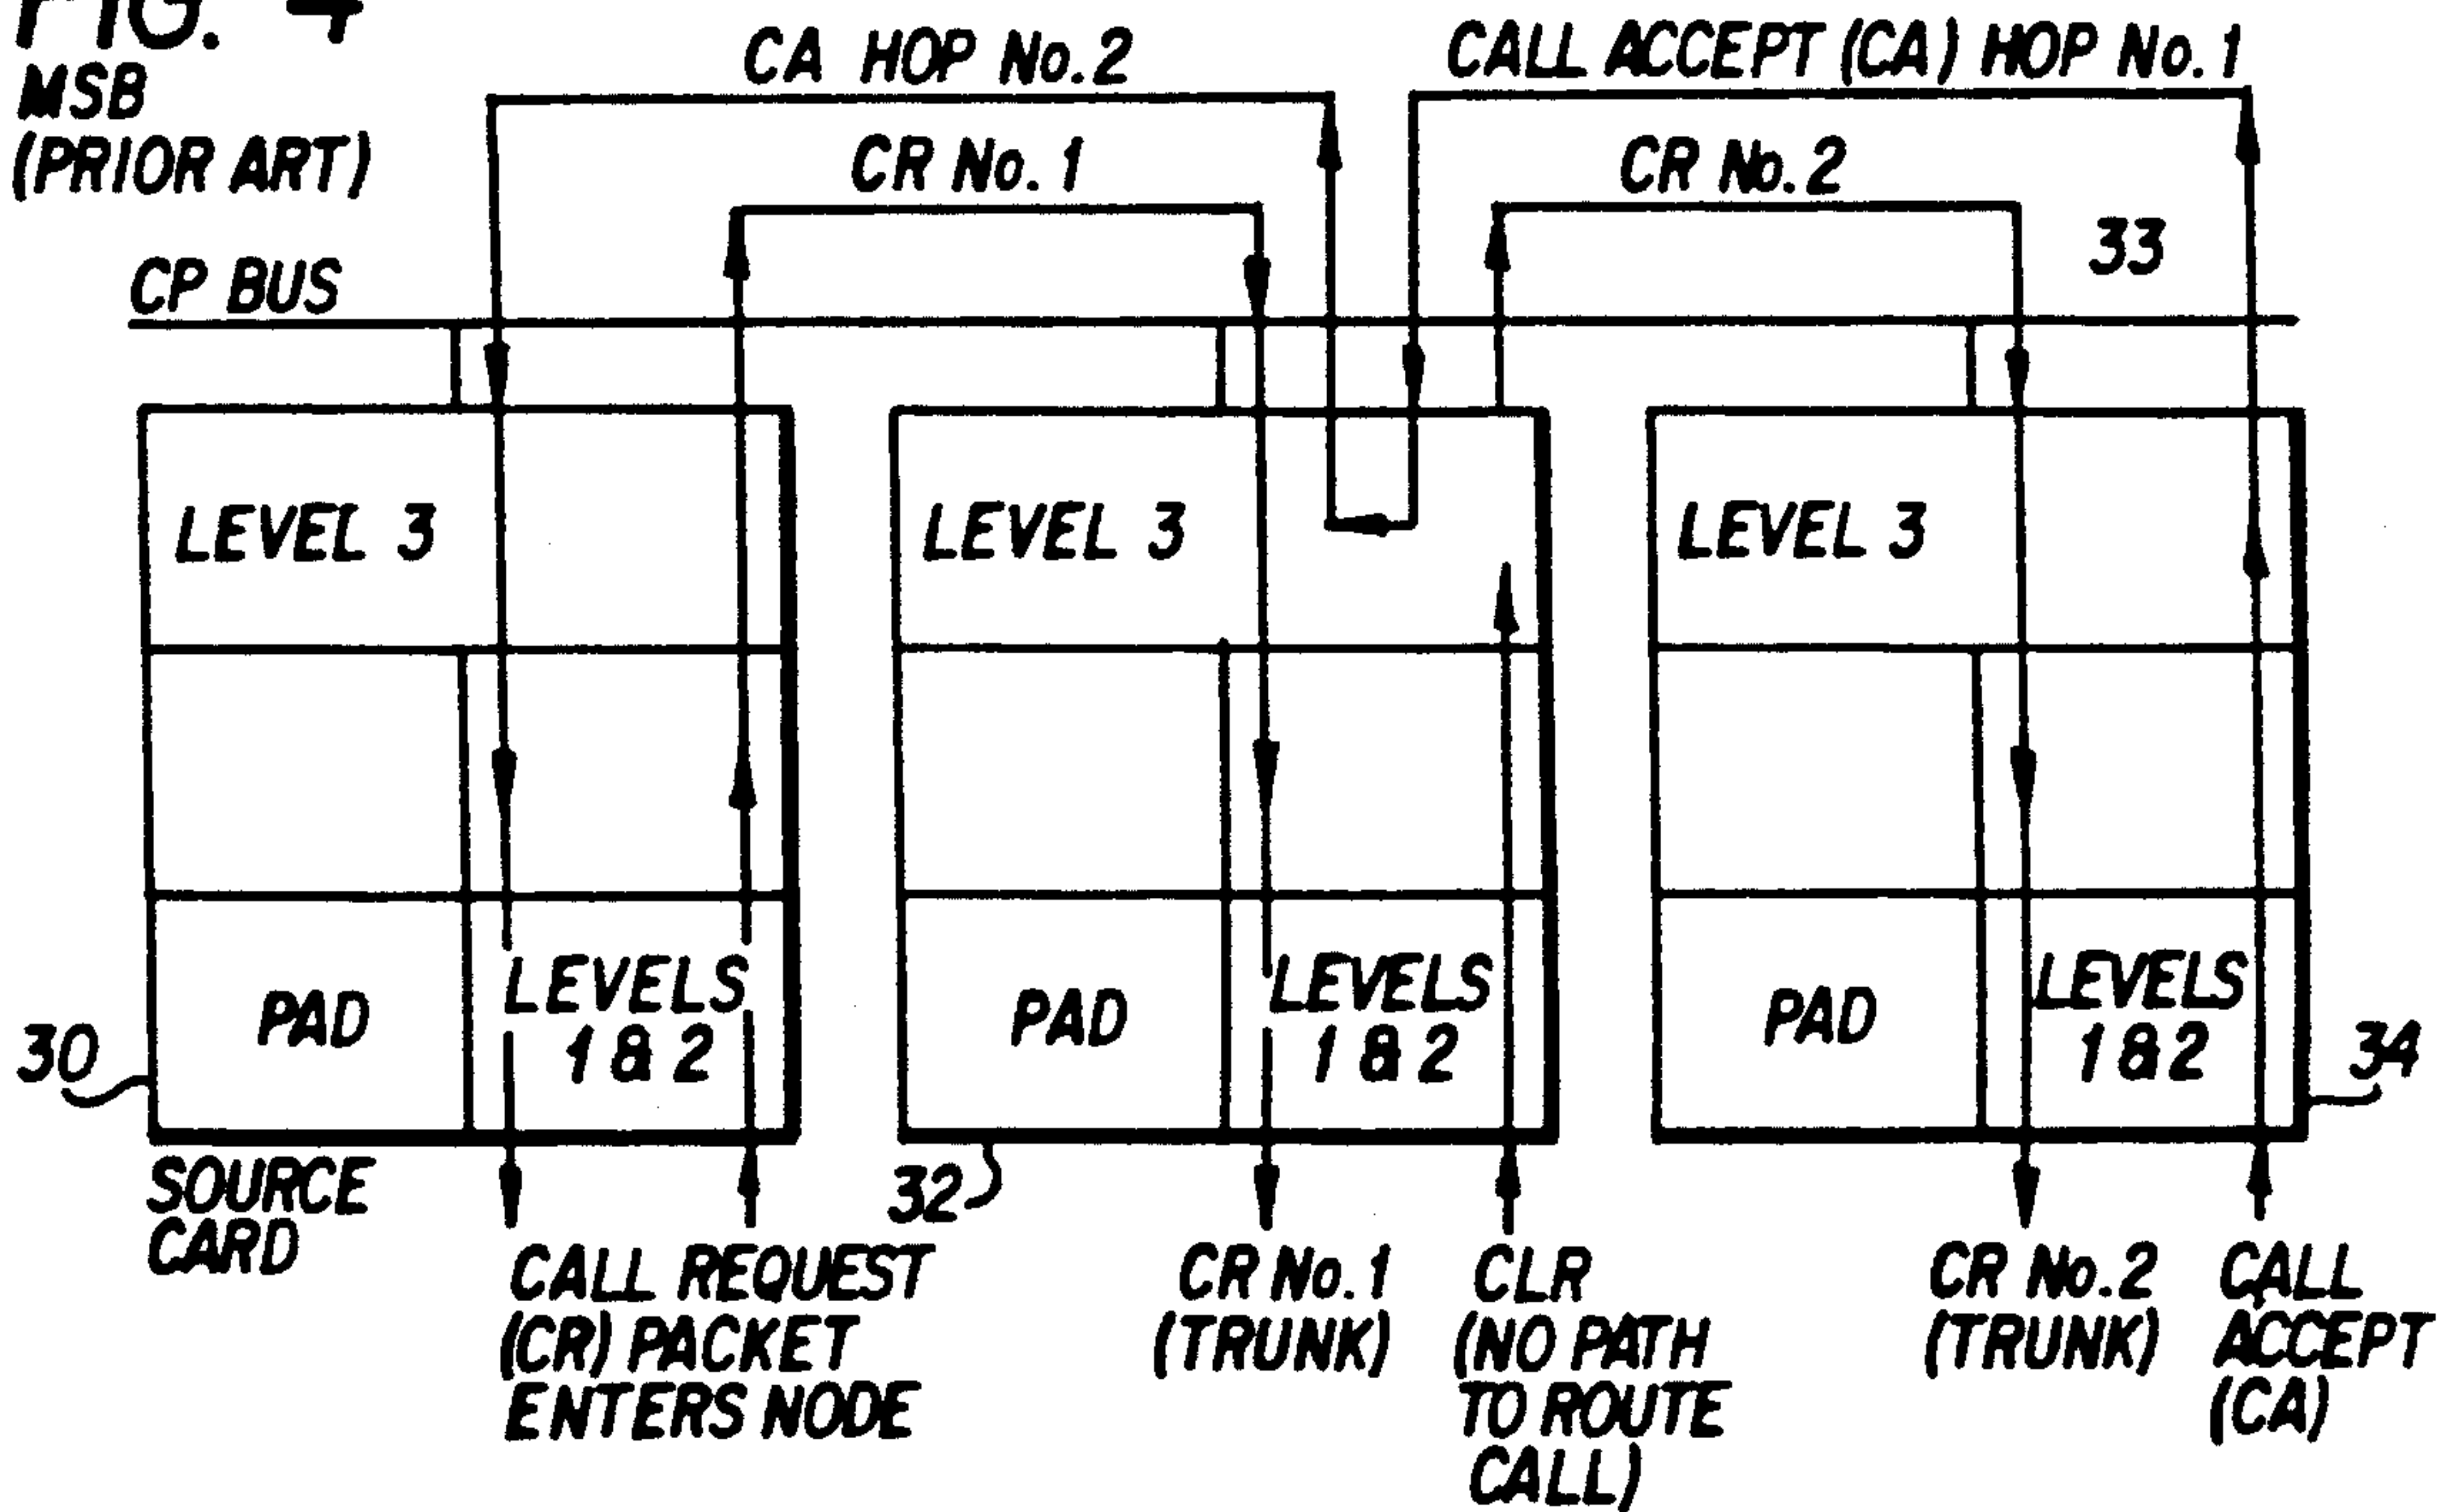 FIG. 4
MSB
(PRIOR ART)
CA HOP No. 2
CALL ACCEPT (CA) HOP No. 1
CR No. 1
CR No. 2
33
CP BUS
LEVEL 3
LEVEL 3
LEVEL 3
PAD
LEVELS
1 & 2
PAD
LEVELS
1 & 2
PAD
LEVELS
1 & 2
30
32
34
SOURCE
CARD
CALL REQUEST
(CR) PACKET
ENTERS NODE
CR No. 1
(TRUNK)
CLR
(NO PATH
TO ROUTE
CALL)
CR No. 2
(TRUNK)
CALL
ACCEPT
(CA)